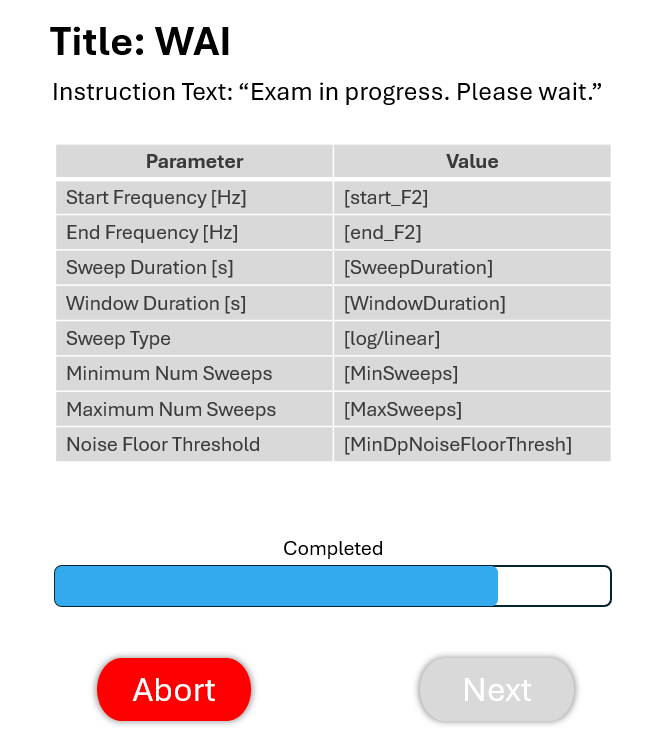 Title: WAI
Instruction Text: “Exam in progress. Please wait.”
Parameter Value
Start Frequency [Hz] [start_F2]
End Frequency [Hz] [end_F2]
Sweep Duration [s] [SweepDuration]
Window Duration [s] [WindowDuration]
Sweep Type [log/linear]
Minimum Num Sweeps [MinSweeps]
Maximum Num Sweeps [MaxSweeps]
Noise Floor Threshold [MinDpNoiseFloorThresh]
Completed
Abort Next